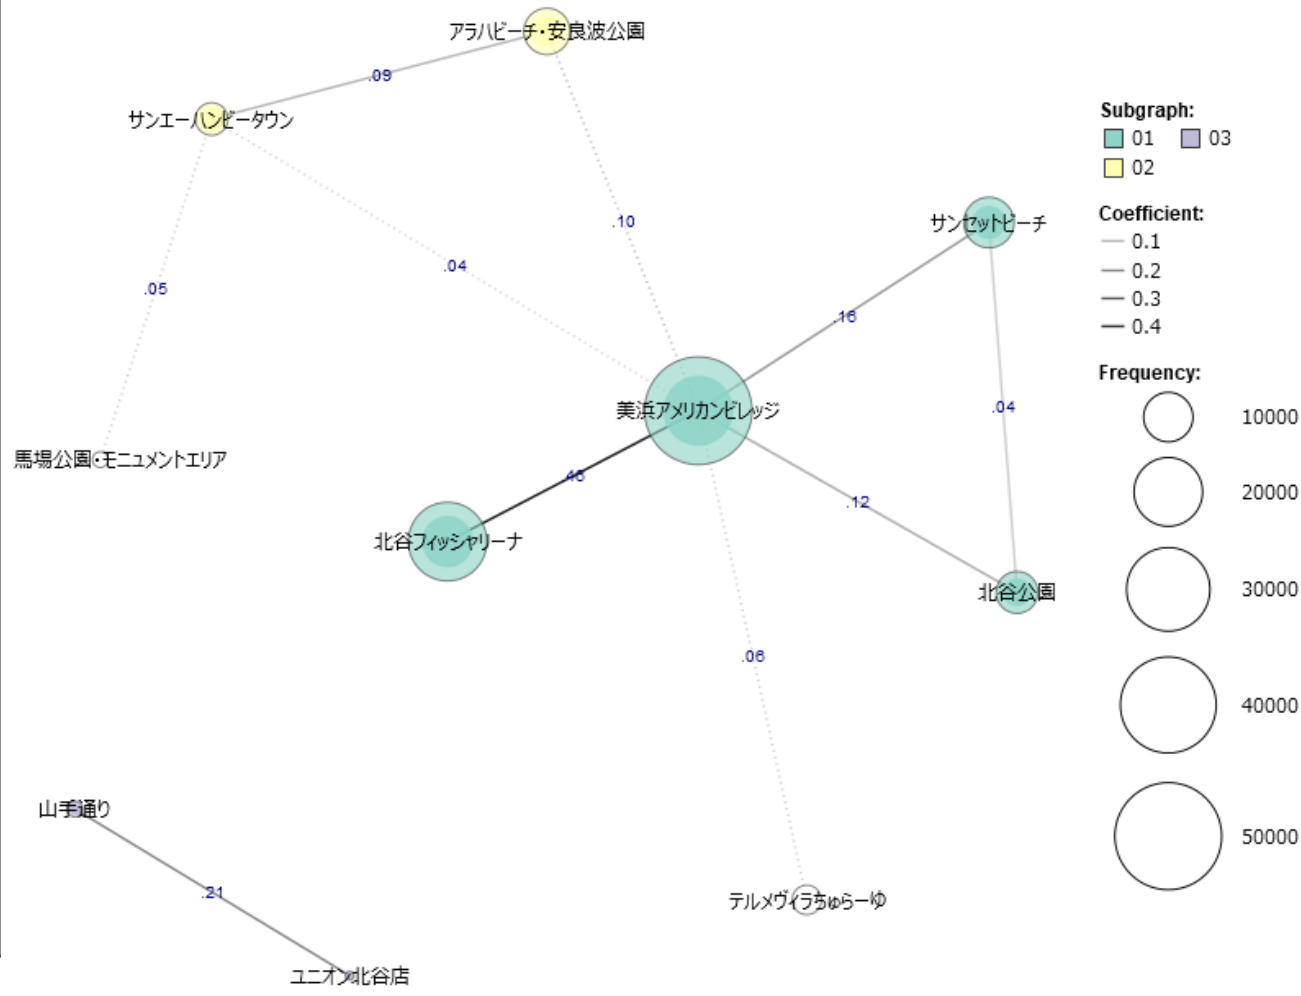 アラハビーチ・安良波公園
.09
サンエーハンビータウン
.10
.04
.05
サンセットビーチ
.16
.04
美浜アメリカンビレッジ
馬場公園・モニュメントエリア
.46
.12
北谷フィッシャリーナ
北谷公園
.06
山手通り
.21
テルメヴィラちゅらーゆ
ユニオン北谷店
Subgraph:
01 03
02
Coefficient:
0.1
0.2
0.3
0.4
Frequency:
10000
20000
30000
40000
50000